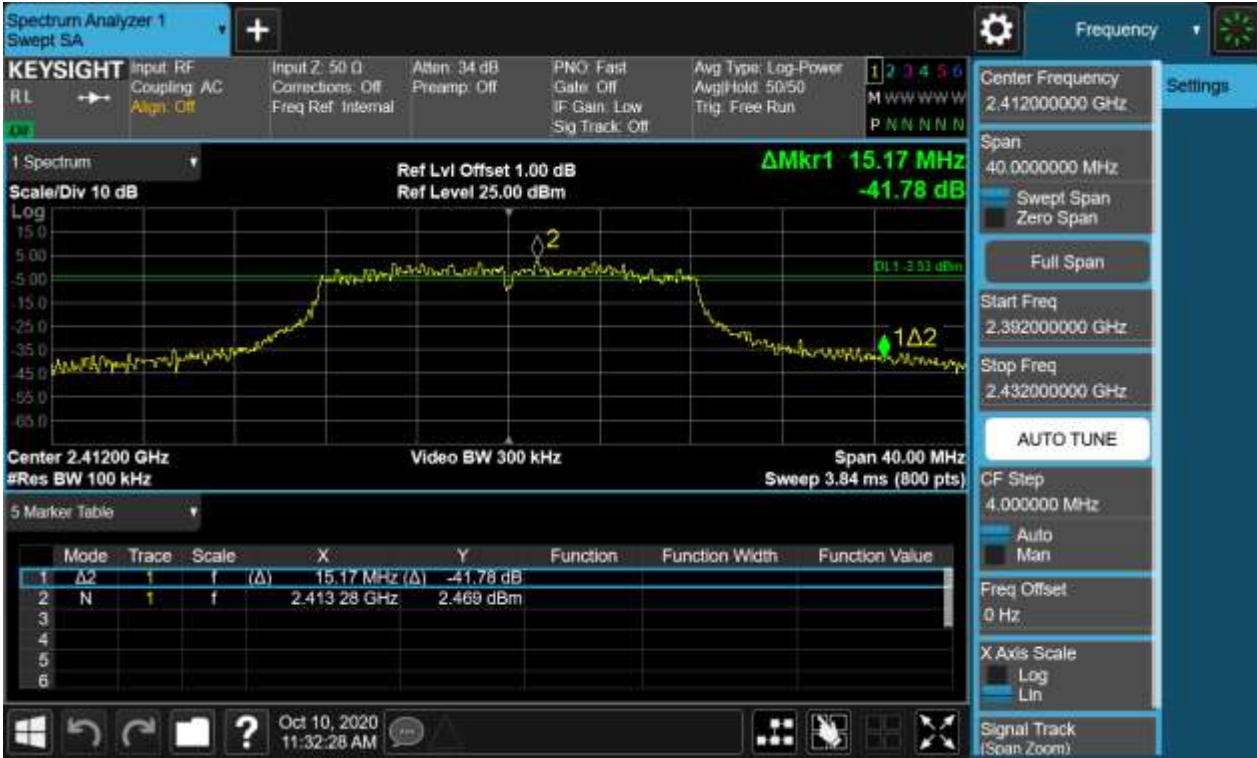 Spectrum Analyzer 1
Swept SA
+
Frequency
KEYSIGHT
RL
Input: RF
Coupling: AC
Align: Off
Input Z: 50 Ω
Corrections: Off
Freq Ref: Internal
Atten: 34 dB
Preamp: Off
PNO: Fast
Gate: Off
IF Gain: Low
Sig Track: Off
Avg Type: Log-Power
Avg|Hold: 50/50
Trig: Free Run
1 2 3 4 5 6
M W W W W W
P N N N N N
1 Spectrum
Scale/Div 10 dB
Log
Ref Lvl Offset 1.00 dB
Ref Level 25.00 dBm
ΔMkr1 15.17 MHz
-41.78 dB
15.0
5.00
-5.00
-15.0
-25.0
-35.0
-45.0
-55.0
-65.0
2
DL1 -3.53 dBm
1Δ2
Center 2.41200 GHz
#Res BW 100 kHz
Video BW 300 kHz
Span 40.00 MHz
Sweep 3.84 ms (800 pts)
5 Marker Table
Mode Trace Scale X Y Function Function Width Function Value
1 Δ2 1 f (Δ) 15.17 MHz (Δ) -41.78 dB
2 N 1 f 2.413 28 GHz 2.469 dBm
3
4
5
6
?
Oct 10, 2020
11:32:28 AM
Center Frequency
2.412000000 GHz
Settings
Span
40.0000000 MHz
Swept Span
Zero Span
Full Span
Start Freq
2.392000000 GHz
Stop Freq
2.432000000 GHz
AUTO TUNE
CF Step
4.000000 MHz
Auto
Man
Freq Offset
0 Hz
X Axis Scale
Log
Lin
Signal Track
(Span Zoom)